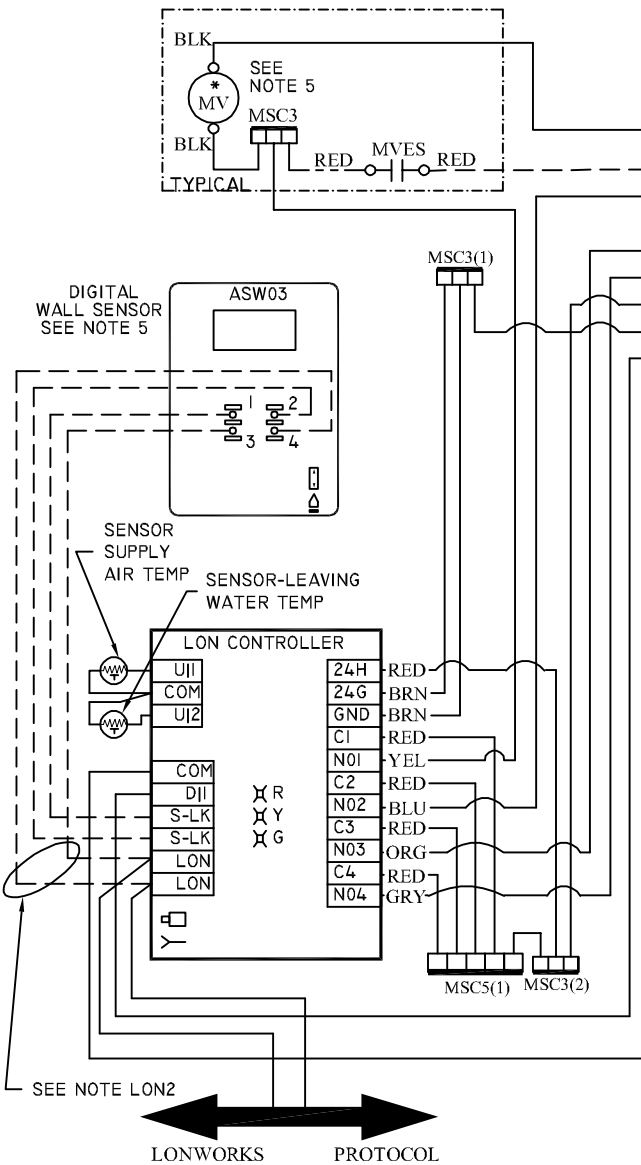 BLK
SEE
NOTE 5
*
MV
MSC3
BLK
RED
MVES
RED
TYPICAL
MSC3(1)
DIGITAL
WALL SENSOR
SEE NOTE 5
ASW03
1
2
3
4
SENSOR
SUPPLY
AIR TEMP
SENSOR-LEAVING
WATER TEMP
LON CONTROLLER
UI1
COM
UI2
24H
RED
24G
BRN
GND
BRN
C1
RED
N01
YEL
C2
RED
N02
BLU
C3
RED
N03
ORG
C4
RED
N04
GRY
COM
DI1
S-LK
S-LK
LON
LON
R
Y
G
MSC5(1)
MSC3(2)
SEE NOTE LON2
LONWORKS
PROTOCOL